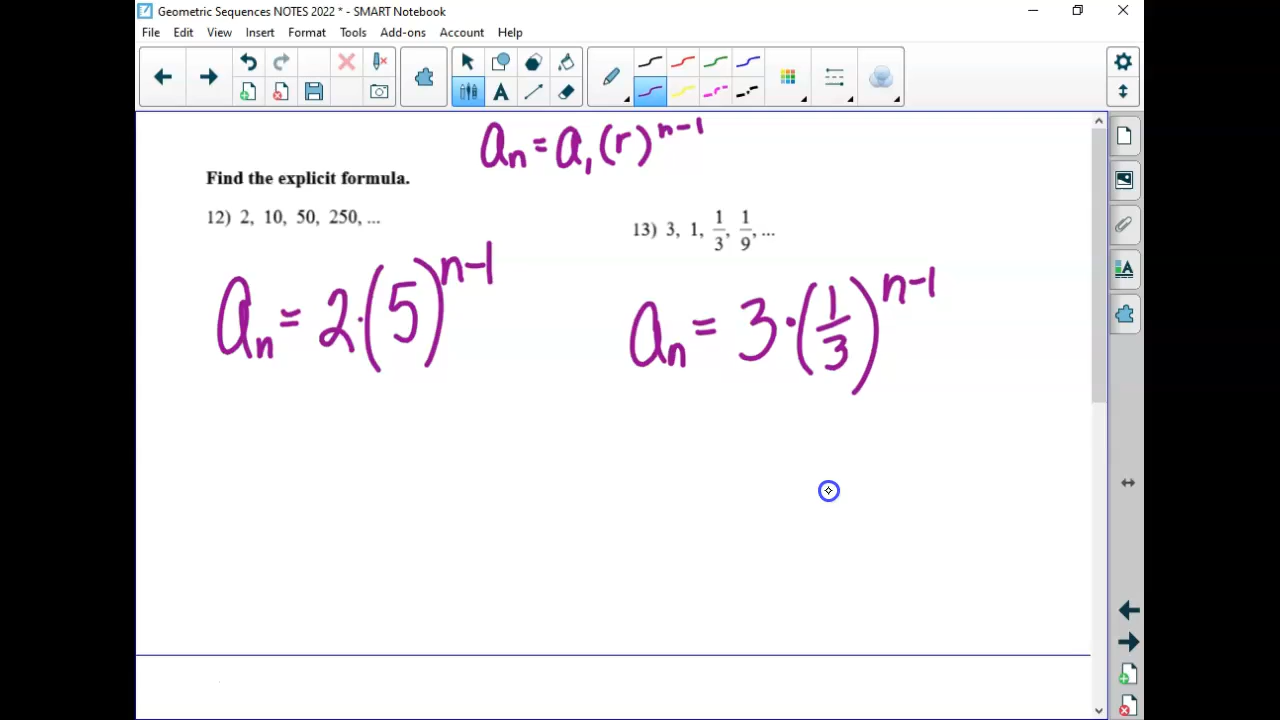 Geometric Sequences NOTES 2022 * - SMART Notebook
File Edit View Insert Format Tools Add-ons Account Help
aₙ = a₁(r)ⁿ⁻¹
Find the explicit formula.
12) 2, 10, 50, 250, ...
13) 3, 1, 1/3, 1/9, ...
aₙ = 2·(5)ⁿ⁻¹
aₙ = 3·(1/3)ⁿ⁻¹